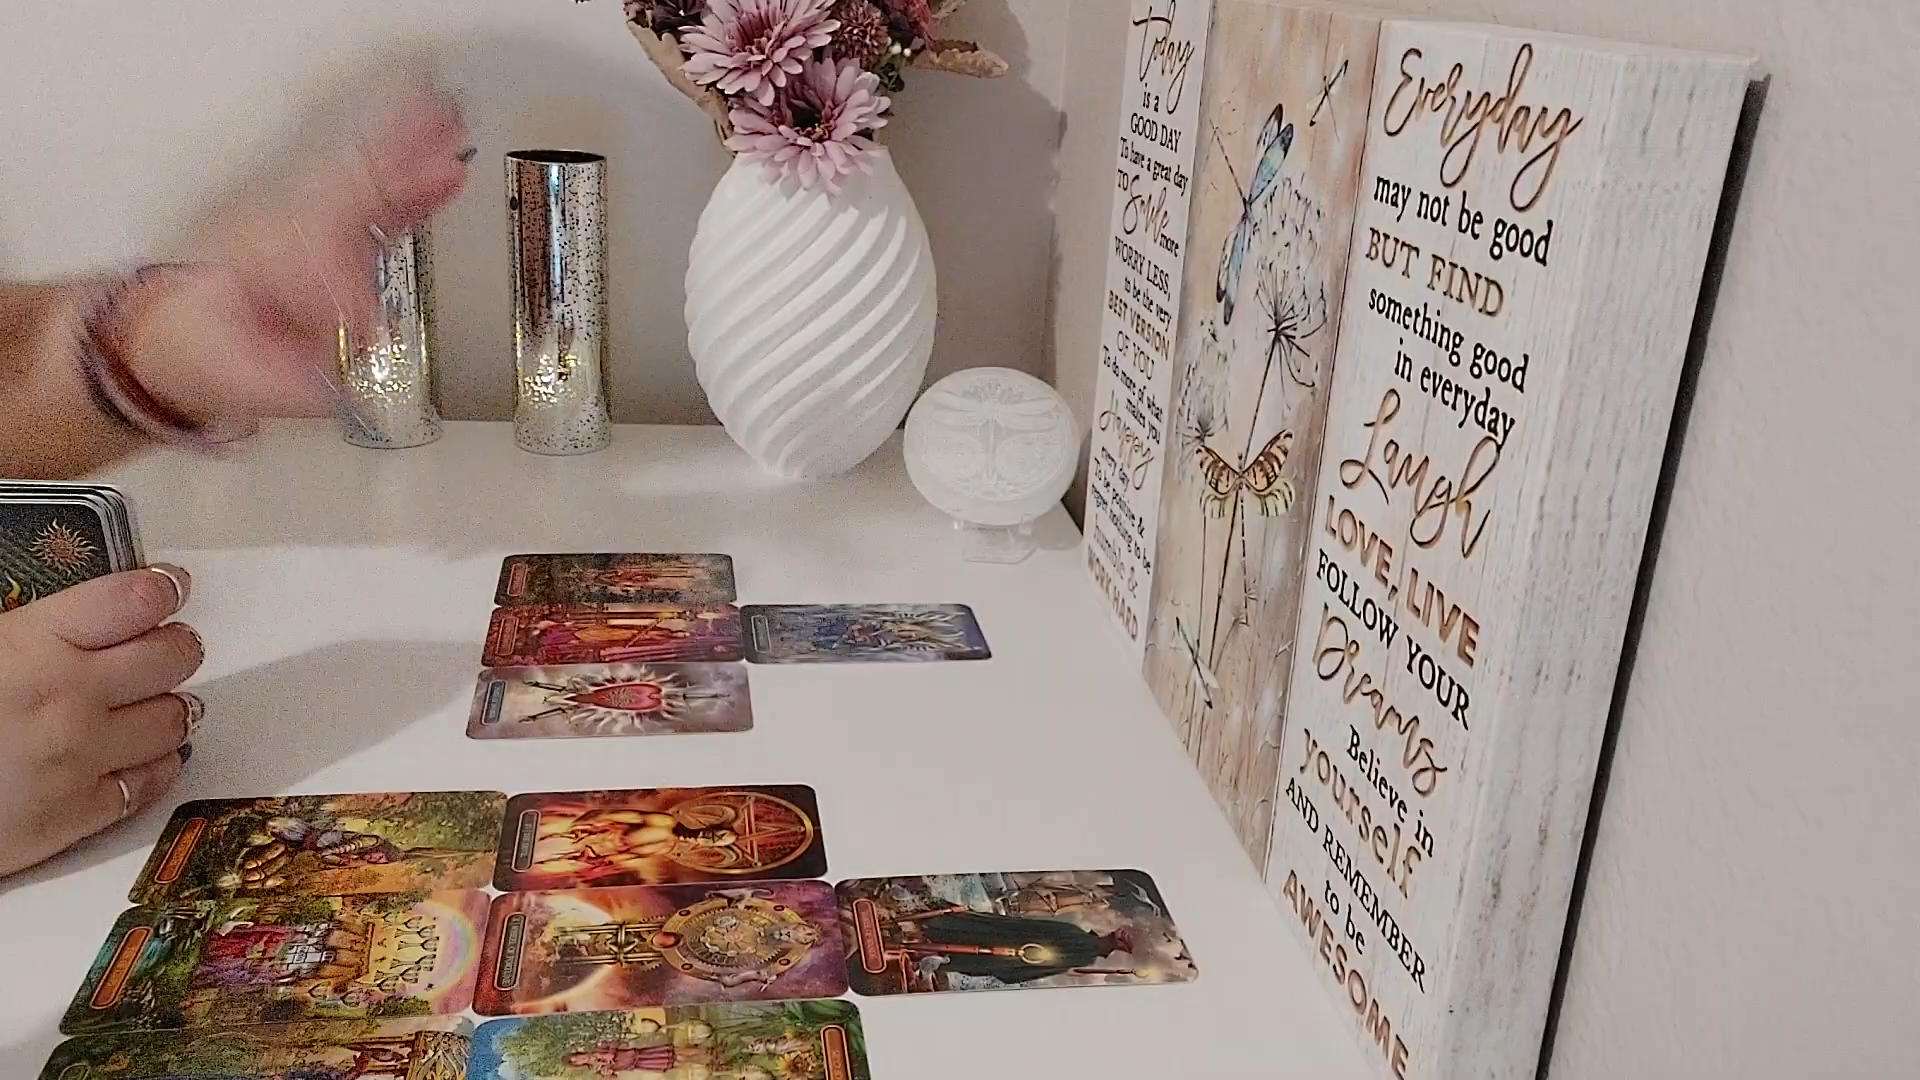 Today
is a
GOOD DAY
To have a great day
TO Smile more
WORRY LESS,
to be the very
BEST VERSION
OF YOU
To do more of what
makes you
Happy
every day
To be positive &
WORK HARD
Everyday
may not be good
BUT FIND
something good
in everyday
Laugh
LOVE, LIVE
FOLLOW YOUR
Dreams
Believe in
yourself
AND REMEMBER
to be
AWESOME